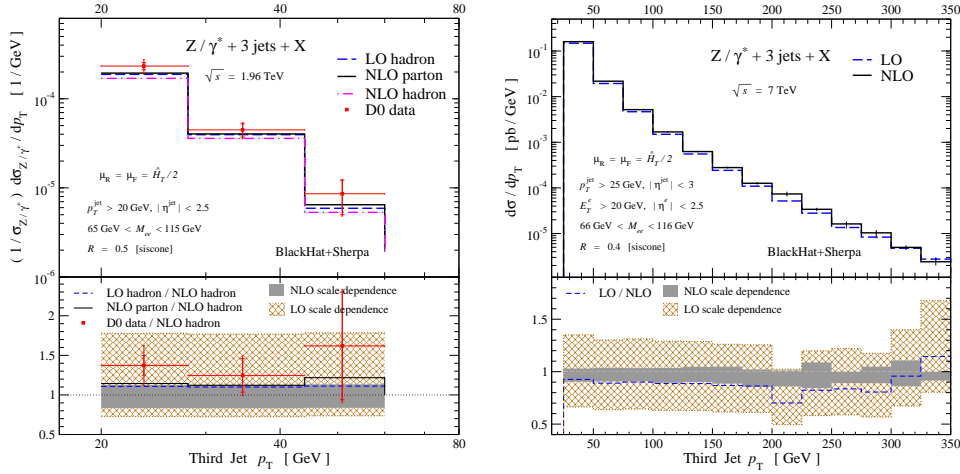 20 40 60 80
Z / γ* + 3 jets + X
√s = 1.96 TeV
LO hadron
NLO parton
NLO hadron
D0 data
10^-4
10^-5
10^-6
( 1 / σ_Z / γ* ) dσ_Z / γ* / dp_T [ 1 / GeV ]
μ_R = μ_F = Ĥ_T / 2
p_T^jet > 20 GeV, | η^jet | < 2.5
65 GeV < M_ee < 115 GeV
R = 0.5 [siscone]
BlackHat+Sherpa
LO hadron / NLO hadron
NLO parton / NLO hadron
D0 data / NLO hadron
NLO scale dependence
LO scale dependence
2
1.5
1
0.5
20 40 80
Third Jet p_T [ GeV ]
50 100 150 200 250 300 350
Z / γ* + 3 jets + X
√s = 7 TeV
LO
NLO
10^-1
10^-2
10^-3
10^-4
10^-5
dσ / dp_T [ pb / GeV ]
μ_R = μ_F = Ĥ_T / 2
p_T^jet > 25 GeV, | η^jet | < 3
E_T^e > 20 GeV, | η^e | < 2.5
66 GeV < M_ee < 116 GeV
R = 0.4 [siscone]
BlackHat+Sherpa
LO / NLO
NLO scale dependence
LO scale dependence
1.5
1
0.5
50 100 150 200 250 300 350
Third Jet p_T [ GeV ]